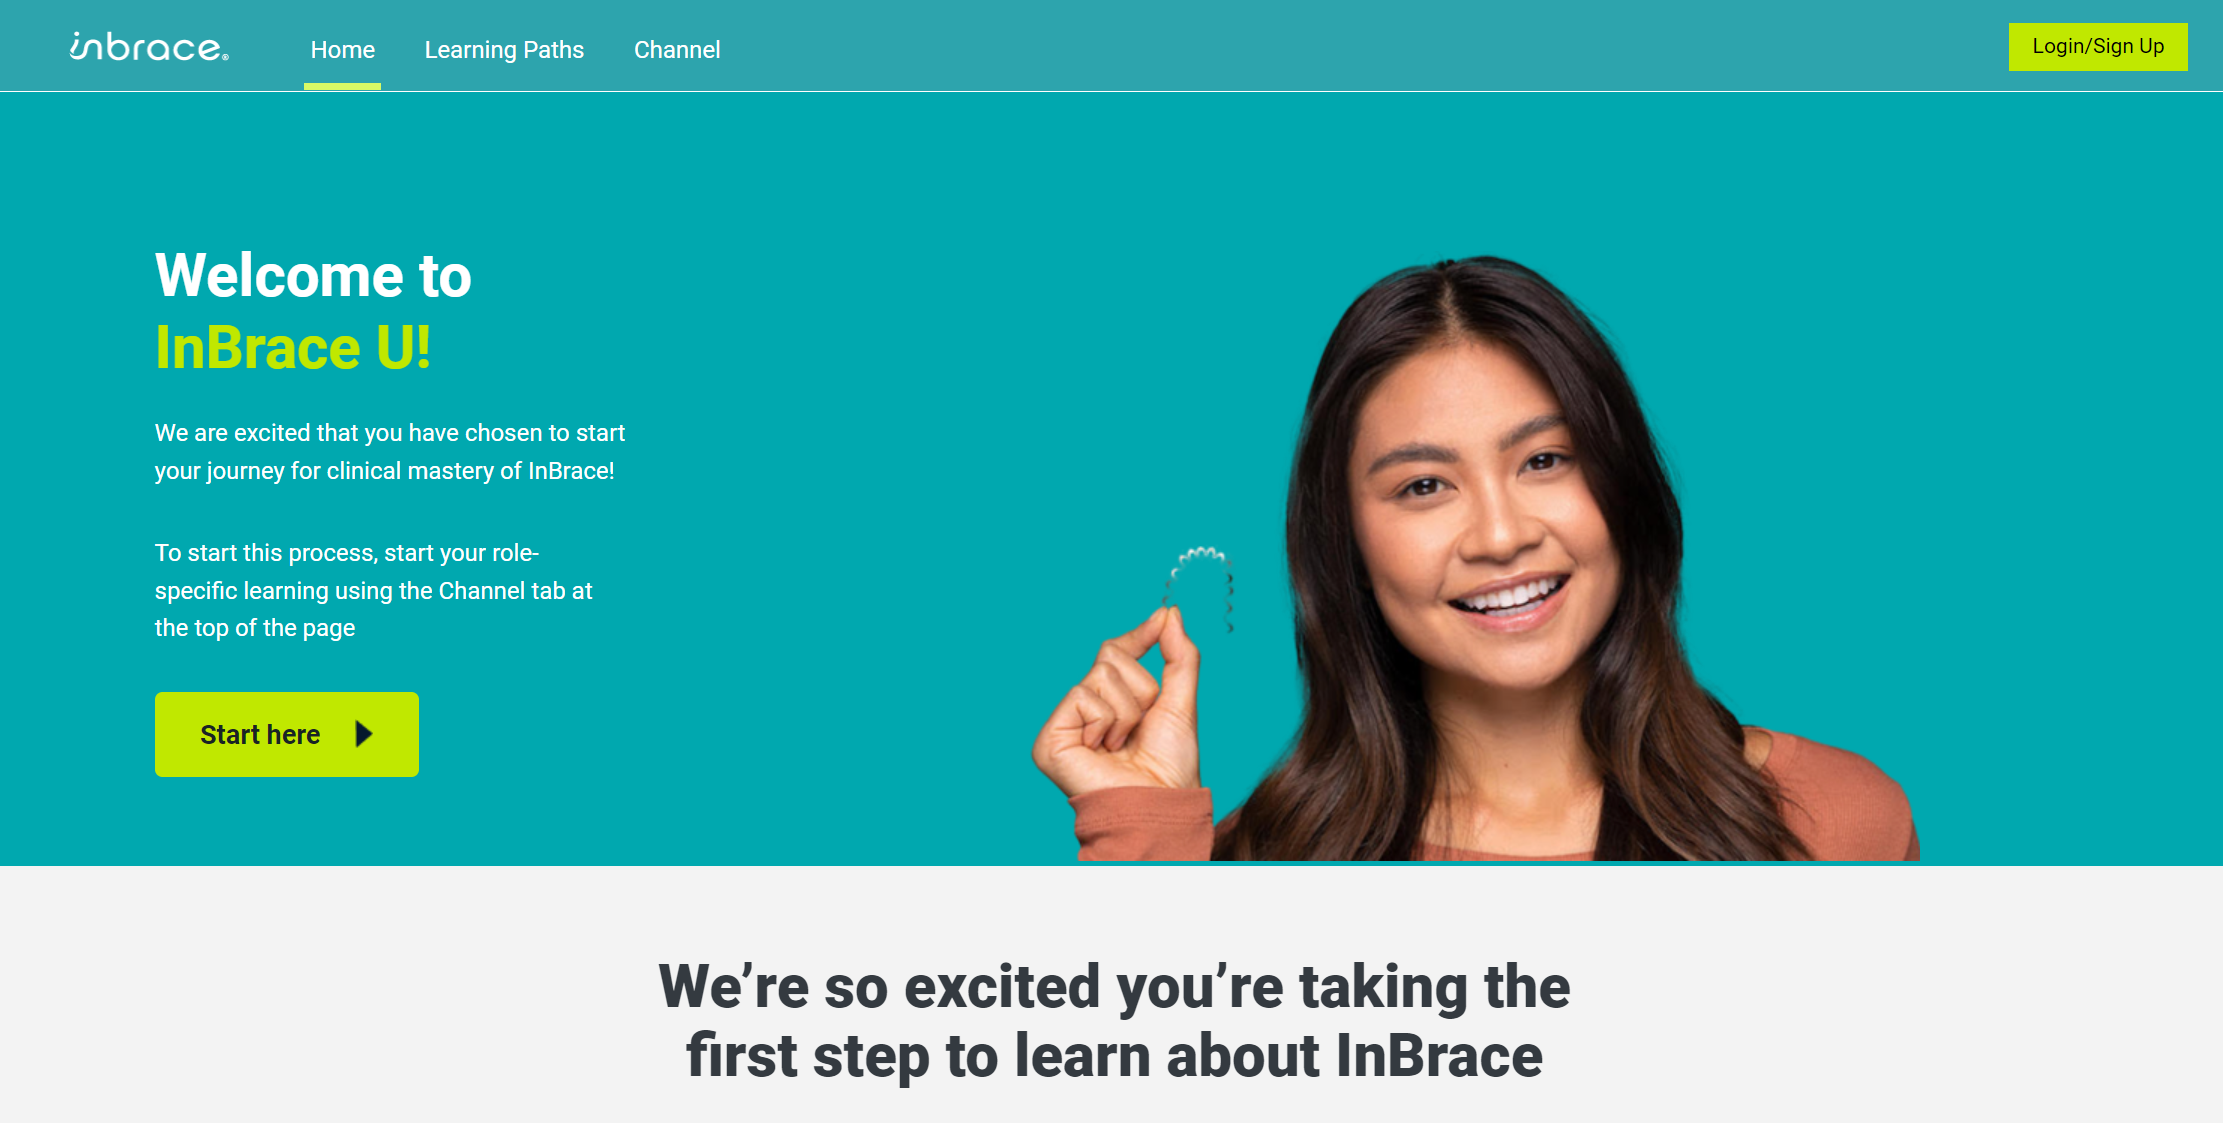 inbrace®
Home
Learning Paths
Channel
Login/Sign Up
Welcome to
InBrace U!
We are excited that you have chosen to start
your journey for clinical mastery of InBrace!
To start this process, start your role-
specific learning using the Channel tab at
the top of the page
Start here
We’re so excited you’re taking the
first step to learn about InBrace